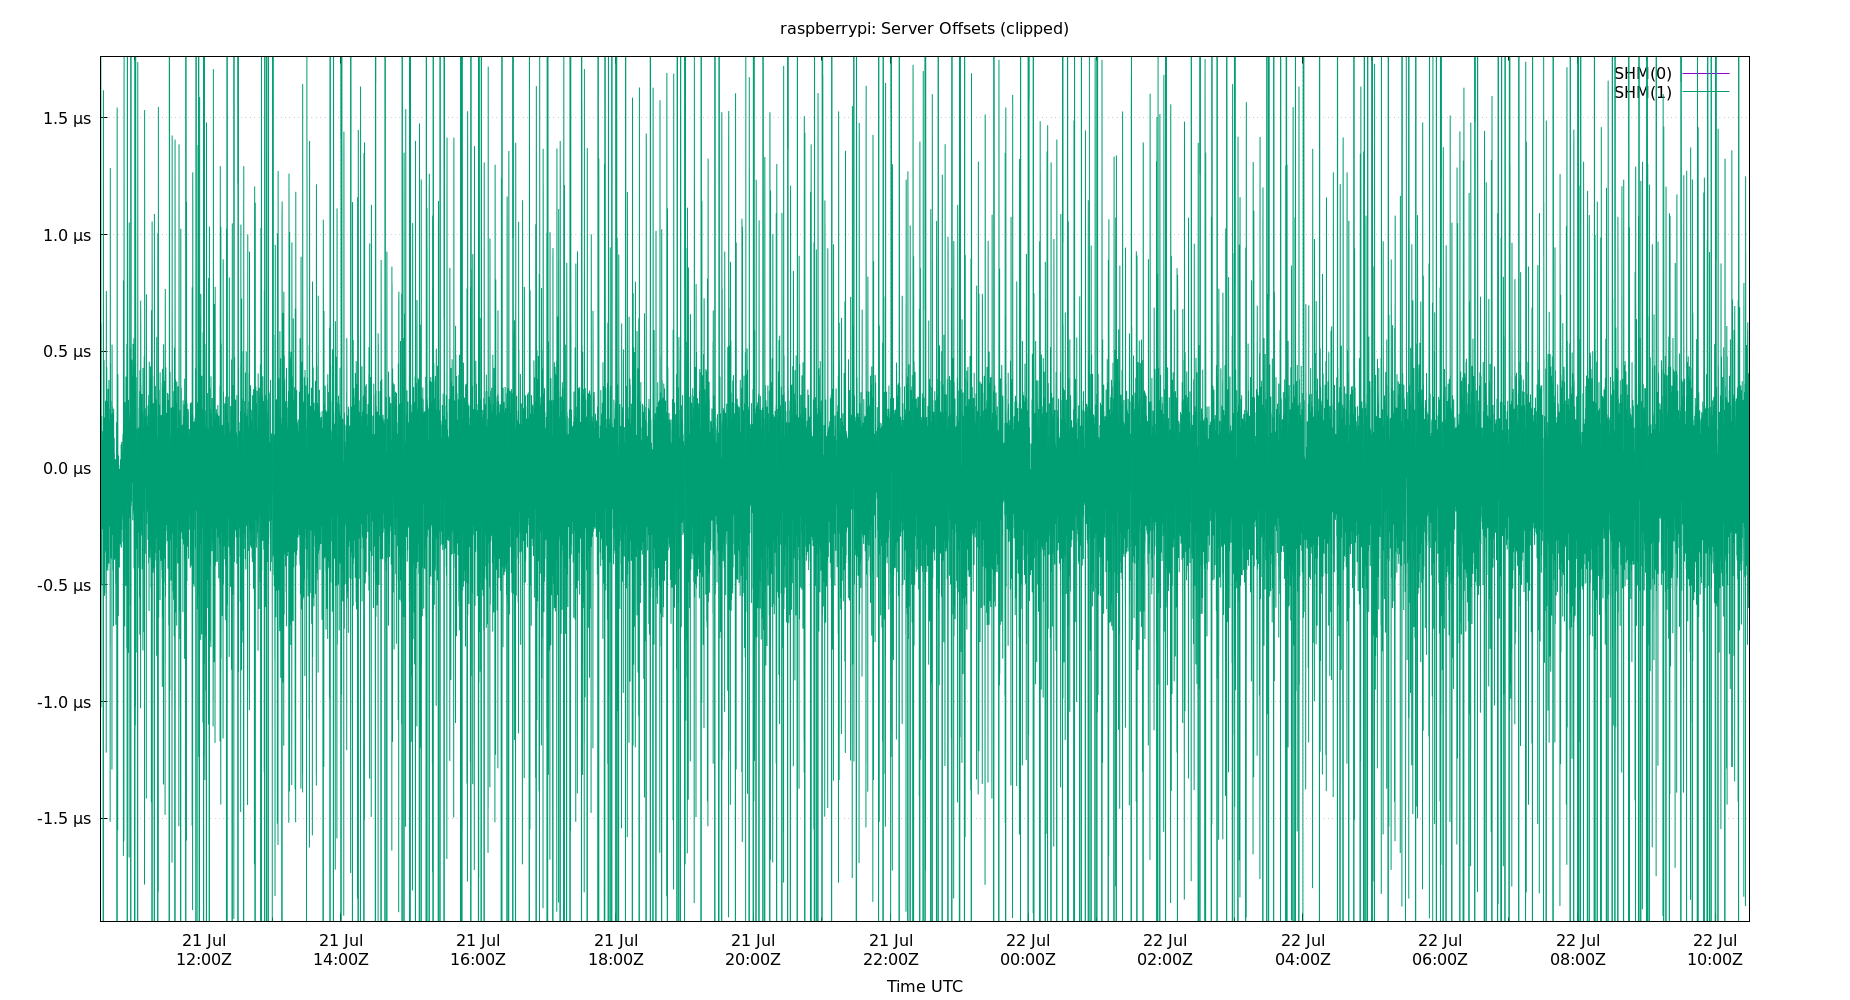 raspberrypi: Server Offsets (clipped)
SHM(0)
SHM(1)
1.5 µs
1.0 µs
0.5 µs
0.0 µs
-0.5 µs
-1.0 µs
-1.5 µs
21 Jul 21 Jul 21 Jul 21 Jul 21 Jul 21 Jul 22 Jul 22 Jul 22 Jul 22 Jul 22 Jul 22 Jul
12:00Z 14:00Z 16:00Z 18:00Z 20:00Z 22:00Z 00:00Z 02:00Z 04:00Z 06:00Z 08:00Z 10:00Z
Time UTC